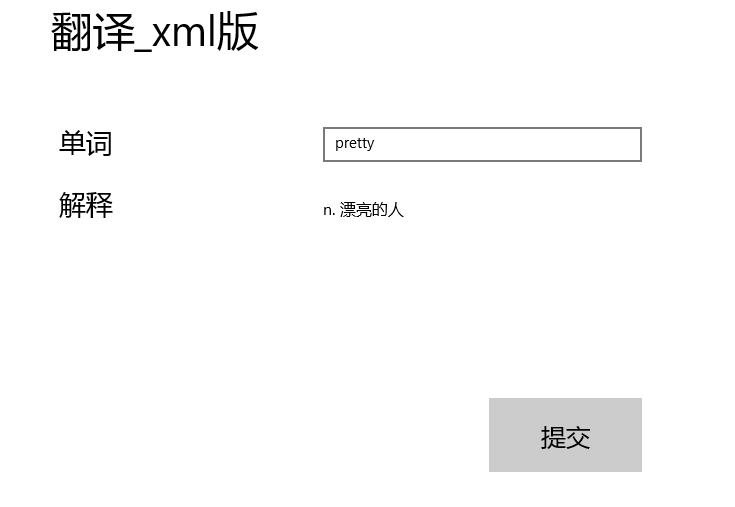 翻译_xml版
单词
pretty
解释
n. 漂亮的人
提交